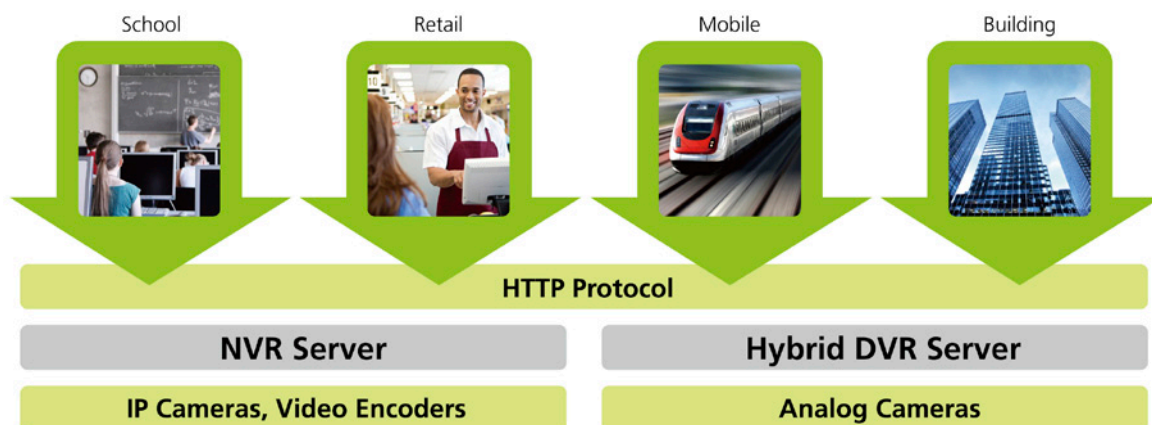 School
Retail
Mobile
Building
HTTP Protocol
NVR Server
Hybrid DVR Server
IP Cameras, Video Encoders
Analog Cameras